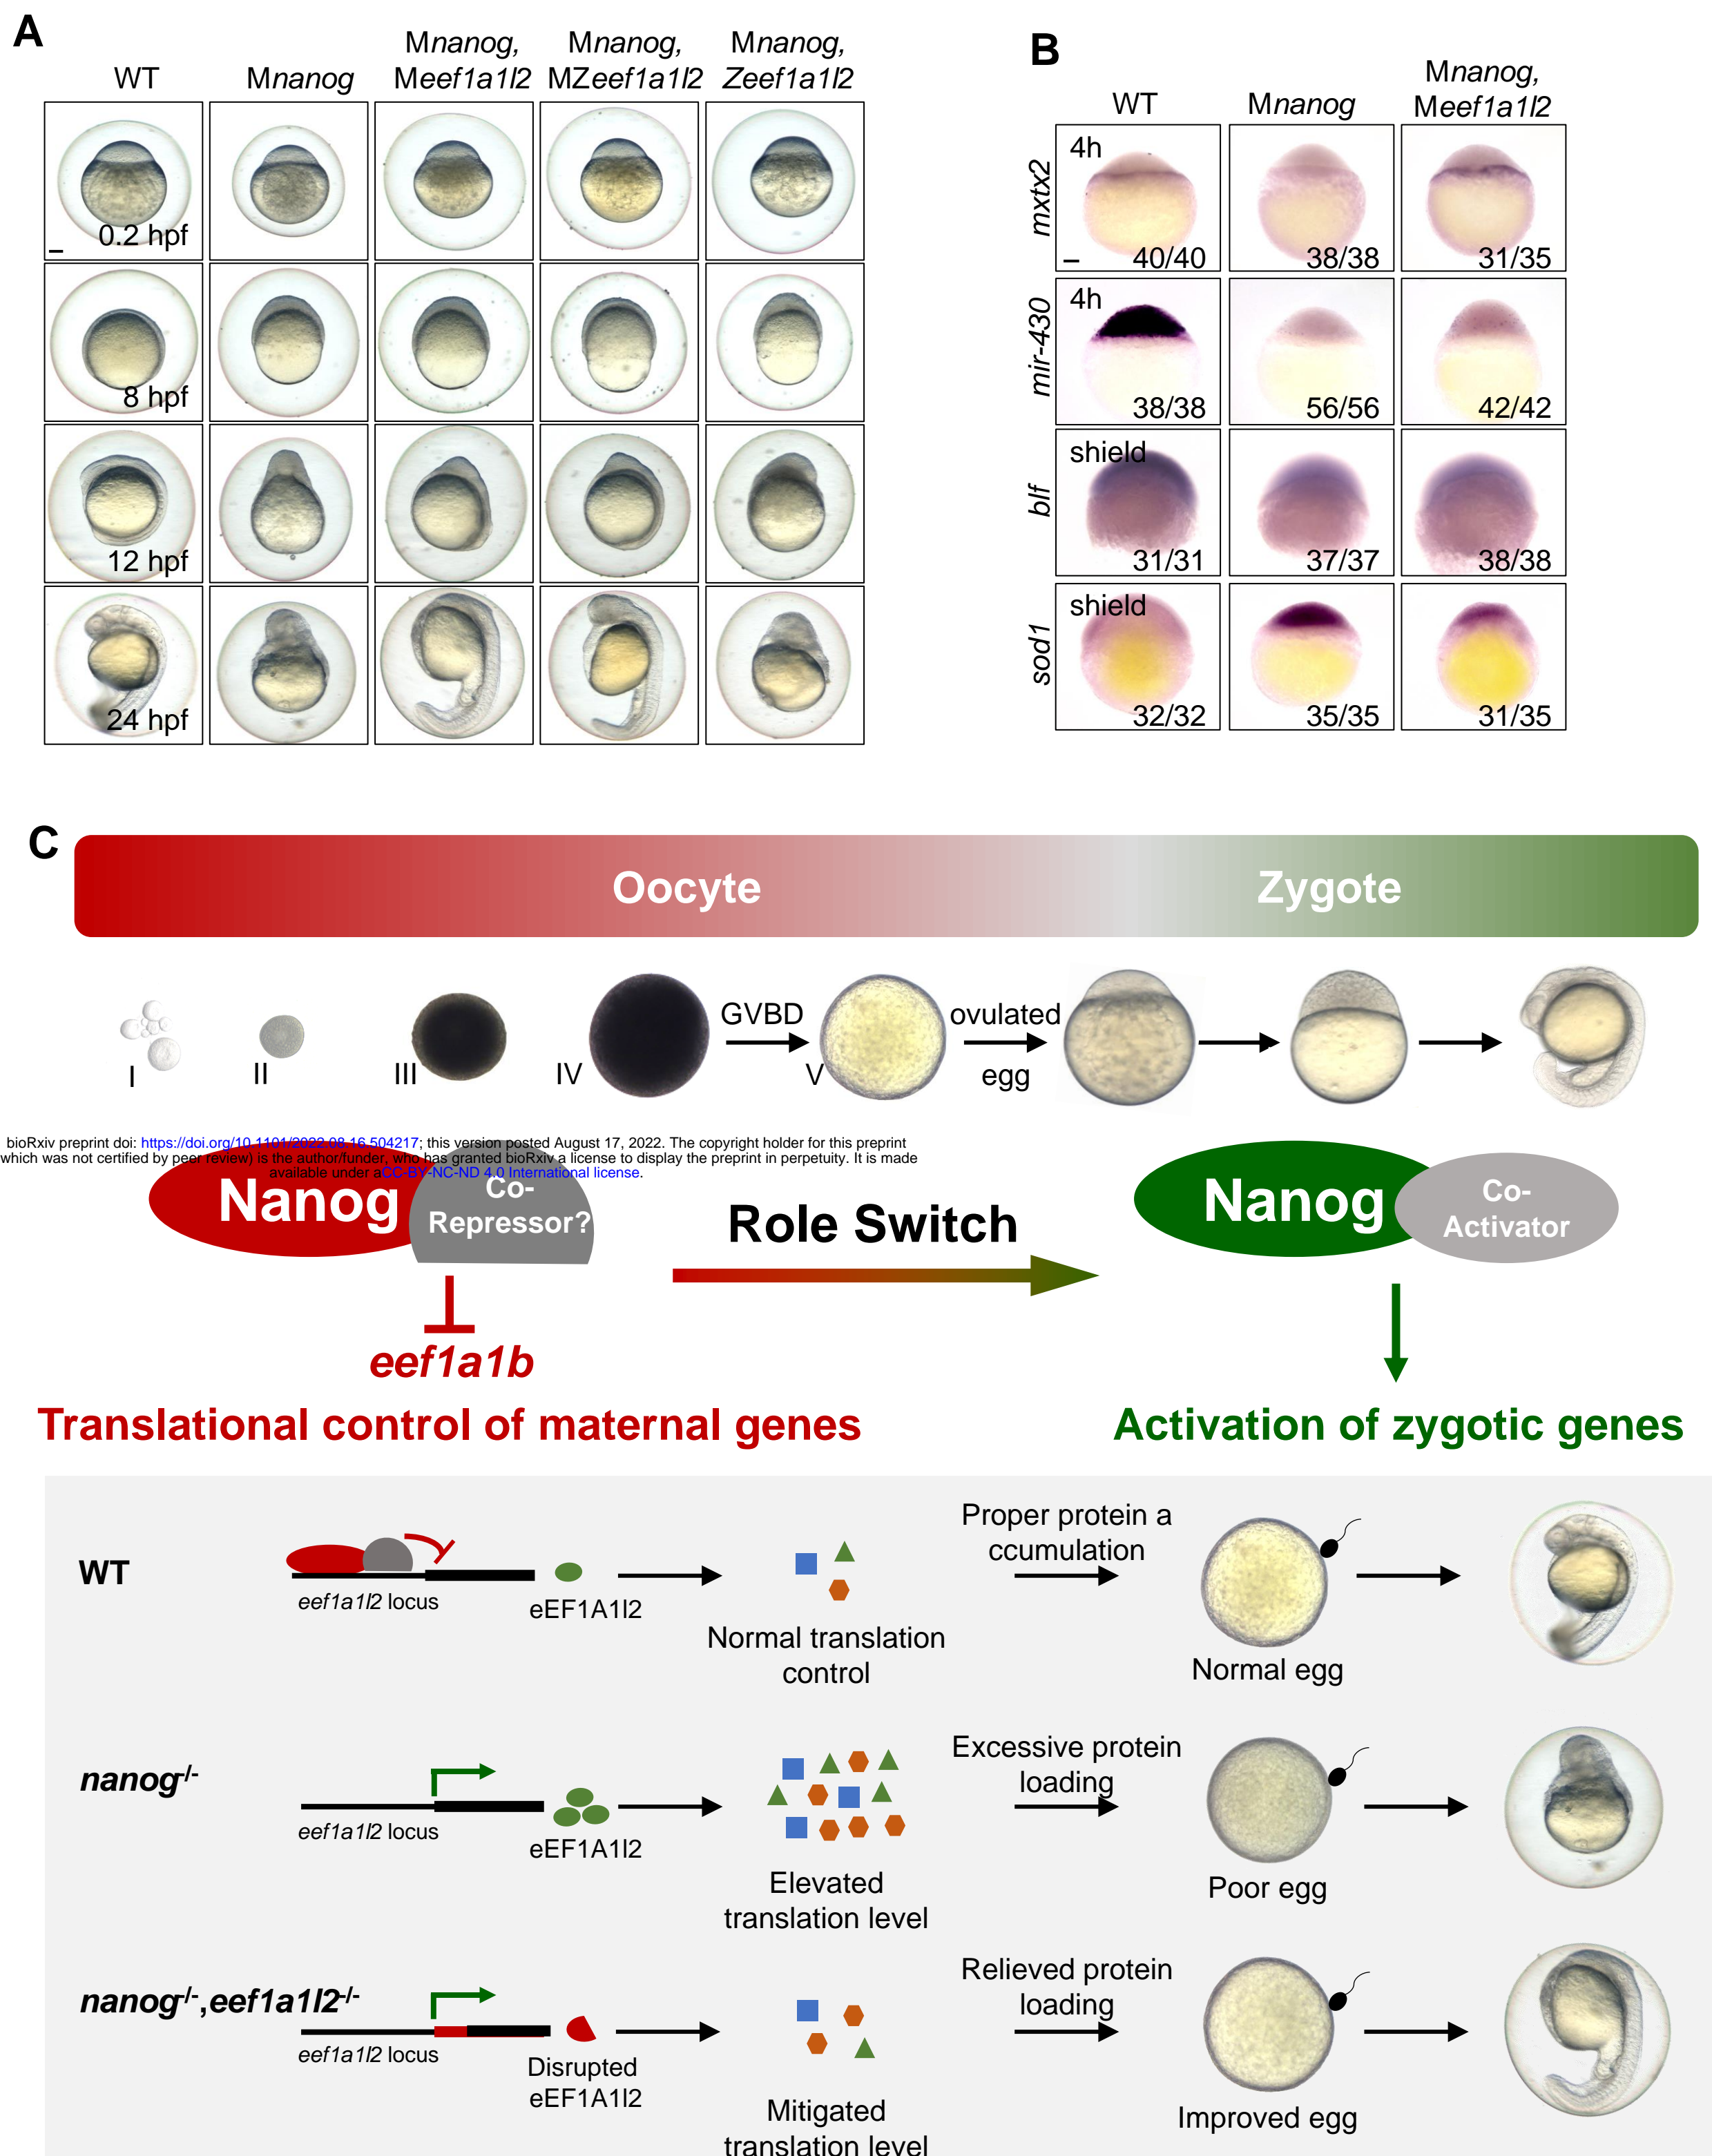 A
WT
Mnanog
Mnanog,
Meef1a1l2
Mnanog,
MZeef1a1l2
Mnanog,
Zeef1a1l2
0.2 hpf
8 hpf
12 hpf
24 hpf
B
WT
Mnanog
Mnanog,
Meef1a1l2
mxtx2
4h
40/40
38/38
31/35
mir-430
4h
38/38
56/56
42/42
blf
shield
31/31
37/37
38/38
sod1
shield
32/32
35/35
31/35
C
Oocyte
Zygote
I
II
III
IV
GVBD
V
ovulated
egg
bioRxiv preprint doi: https://doi.org/10.1101/2022.08.16.504217; this version posted August 17, 2022. The copyright holder for this preprint
which was not certified by peer review) is the author/funder, who has granted bioRxiv a license to display the preprint in perpetuity. It is made
available under aCC-BY-NC-ND 4.0 International license.
Nanog
Co-
Repressor?
Role Switch
Nanog
Co-
Activator
eef1a1b
Translational control of maternal genes
Activation of zygotic genes
WT
eef1a1l2 locus
eEF1A1l2
Normal translation
control
Proper protein a
ccumulation
Normal egg
nanog-/-
eef1a1l2 locus
eEF1A1l2
Elevated
translation level
Excessive protein
loading
Poor egg
nanog-/-,eef1a1l2-/-
eef1a1l2 locus
Disrupted
eEF1A1l2
Mitigated
translation level
Relieved protein
loading
Improved egg